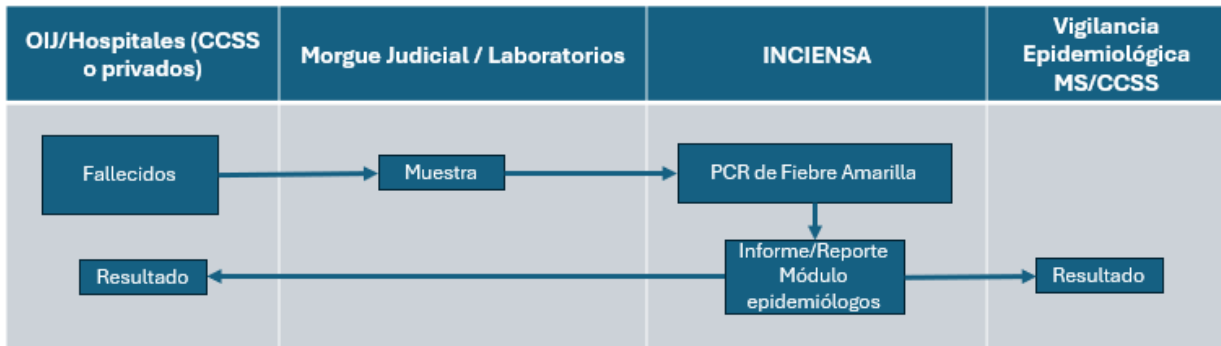 OIJ/Hospitales (CCSS
o privados)
Morgue Judicial / Laboratorios
INCIENSA
Vigilancia
Epidemiológica
MS/CCSS
Fallecidos
Muestra
PCR de Fiebre Amarilla
Resultado
Informe/Reporte
Módulo
epidemiólogos
Resultado